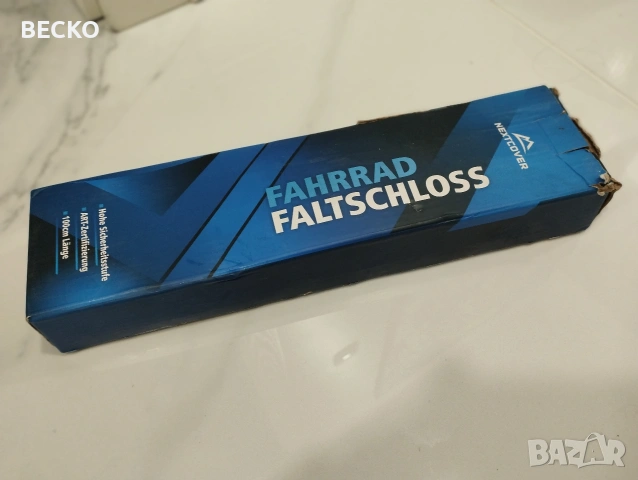 BECKO
NEXTCOVER
FAHRRAD
FALTSCHLOSS
Hohe Sicherheitsstufe
ART-Zertifizierung
100cm Länge
BAZAR